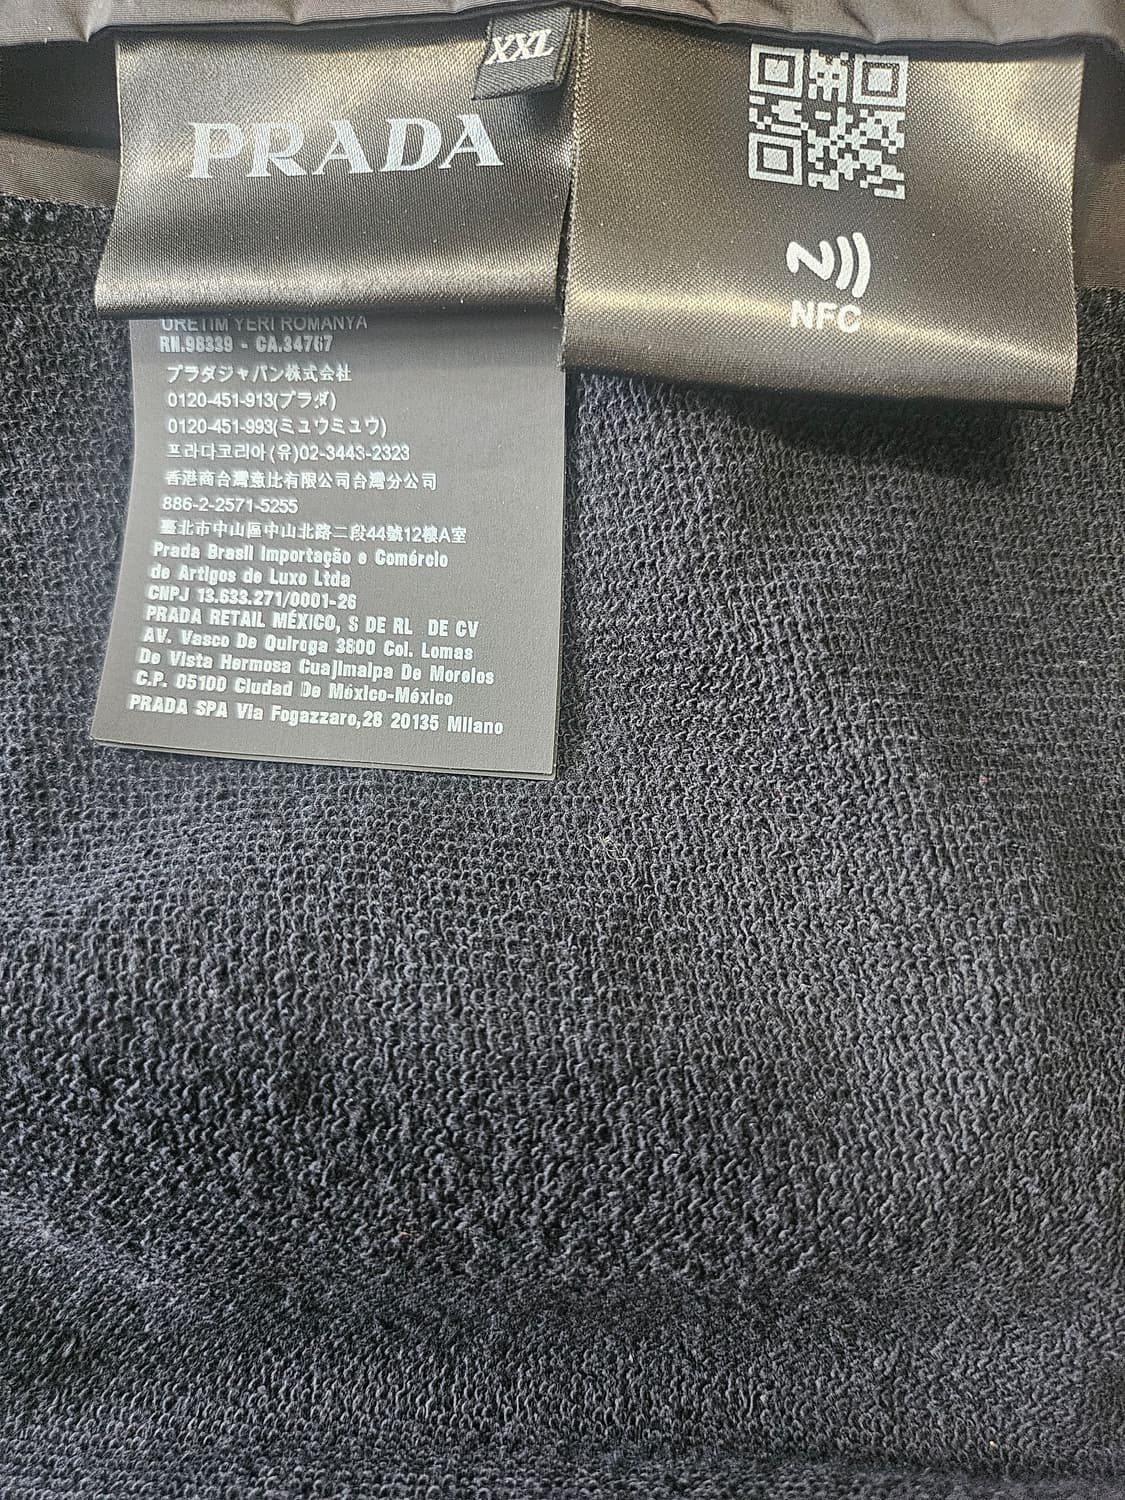 XXL
PRADA
NFC
ÜRETİM YERİ ROMANYA
RN.98339 - CA.34767
プラダジャパン株式会社
0120-451-913(プラダ)
0120-451-993(ミュウミュウ)
프라다코리아(유)02-3443-2323
香港商台灣意比有限公司台灣分公司
886-2-2571-5255
臺北市中山區中山北路二段44號12樓A室
Prada Brasil Importação e Comércio
de Artigos de Luxo Ltda
CNPJ 13.633.271/0001-26
PRADA RETAIL MÉXICO, S DE RL DE CV
AV. Vasco De Quiroga 3800 Col. Lomas
De Vista Hermosa Cuajimalpa De Morelos
C.P. 05100 Ciudad De México-México
PRADA SPA Via Fogazzaro,28 20135 Milano